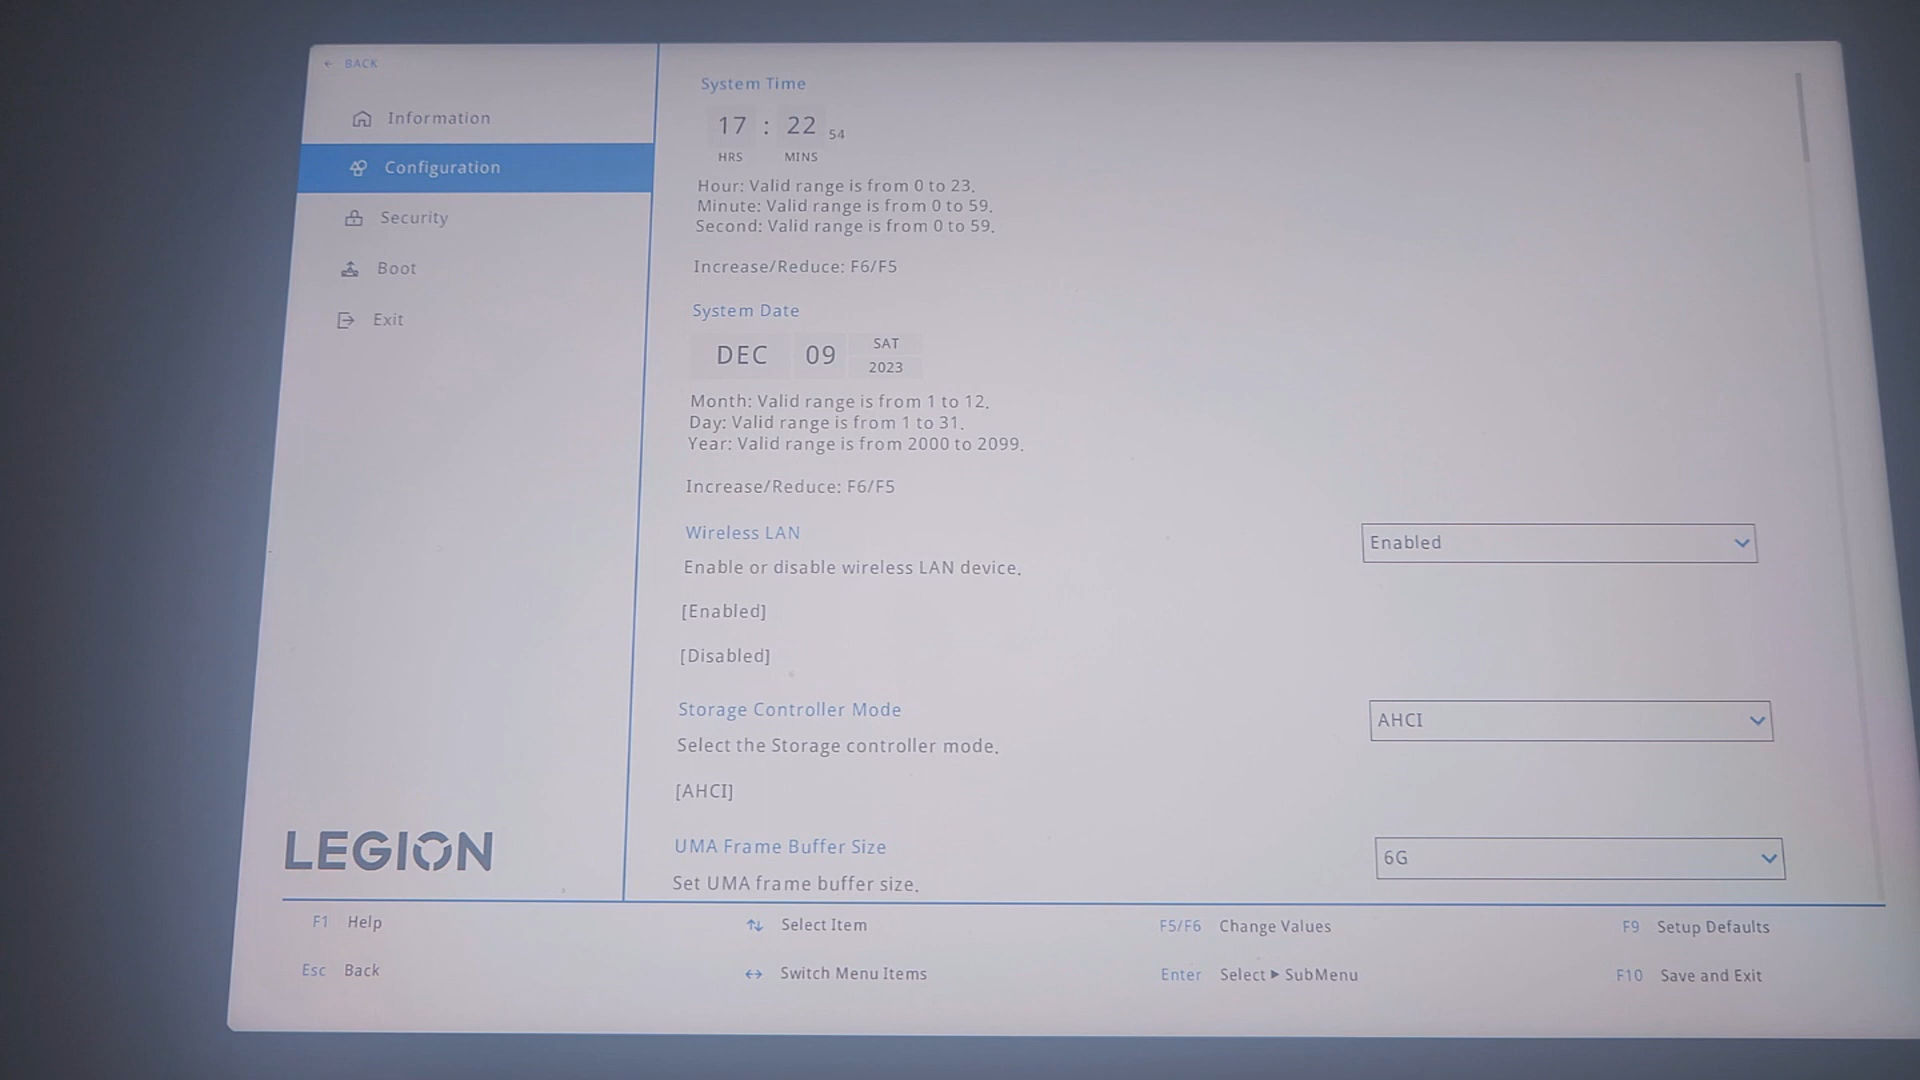 ← BACK
Information
Configuration
Security
Boot
Exit
LEGION
System Time
17 : 22 54
HRS MINS
Hour: Valid range is from 0 to 23.
Minute: Valid range is from 0 to 59.
Second: Valid range is from 0 to 59.
Increase/Reduce: F6/F5
System Date
DEC 09 SAT 2023
Month: Valid range is from 1 to 12.
Day: Valid range is from 1 to 31.
Year: Valid range is from 2000 to 2099.
Increase/Reduce: F6/F5
Wireless LAN
Enabled
Enable or disable wireless LAN device.
[Enabled]
[Disabled]
Storage Controller Mode
AHCI
Select the Storage controller mode.
[AHCI]
UMA Frame Buffer Size
6G
Set UMA frame buffer size.
F1 Help
↑↓ Select Item
F5/F6 Change Values
F9 Setup Defaults
Esc Back
↔ Switch Menu Items
Enter Select ▶ SubMenu
F10 Save and Exit